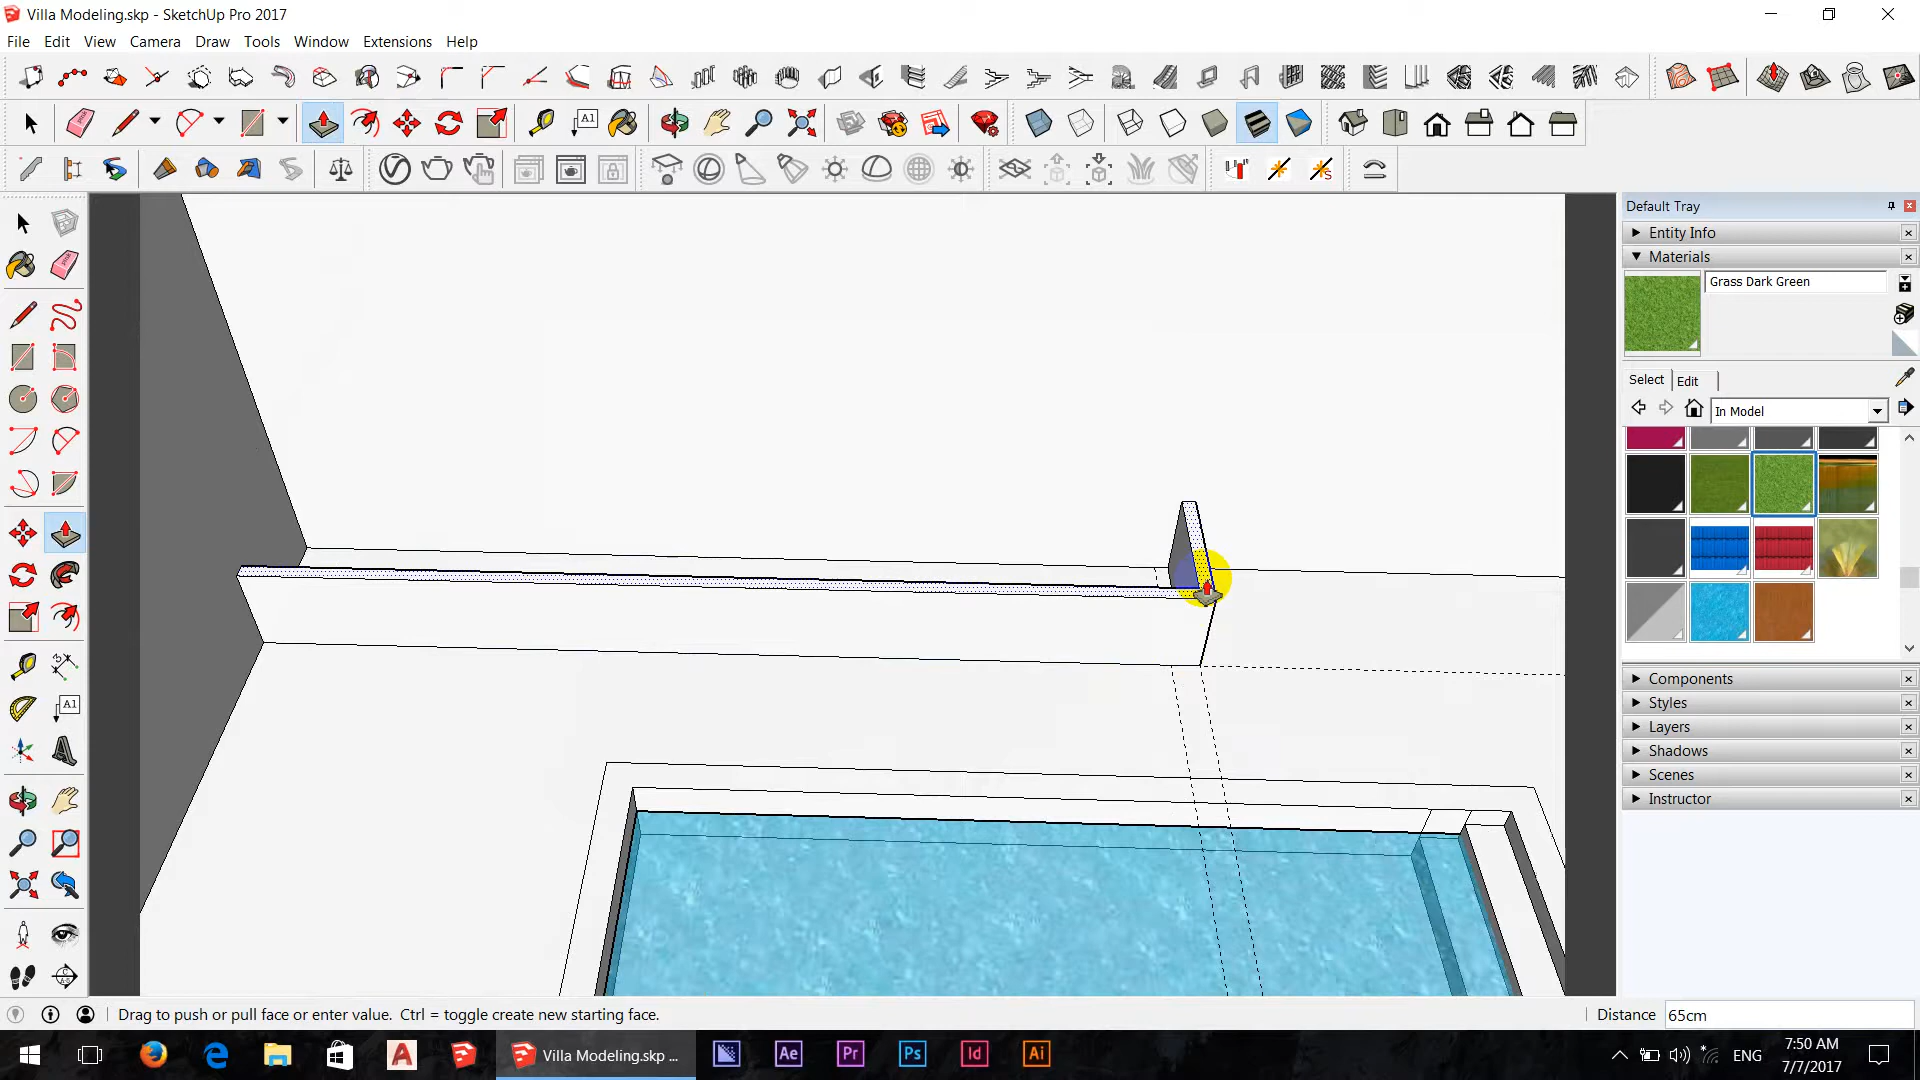 Villa Modeling.skp - SketchUp Pro 2017
File Edit View Camera Draw Tools Window Extensions Help
A1
Default Tray
Entity Info
Materials
Grass Dark Green
Select Edit
In Model
A1
Components
Styles
Layers
Shadows
Scenes
Instructor
Drag to push or pull face or enter value. Ctrl = toggle create new starting face.
Distance 65cm
Villa Modeling.skp ...
Ae Pr Ps Id Ai
ENG
7:50 AM
7/7/2017